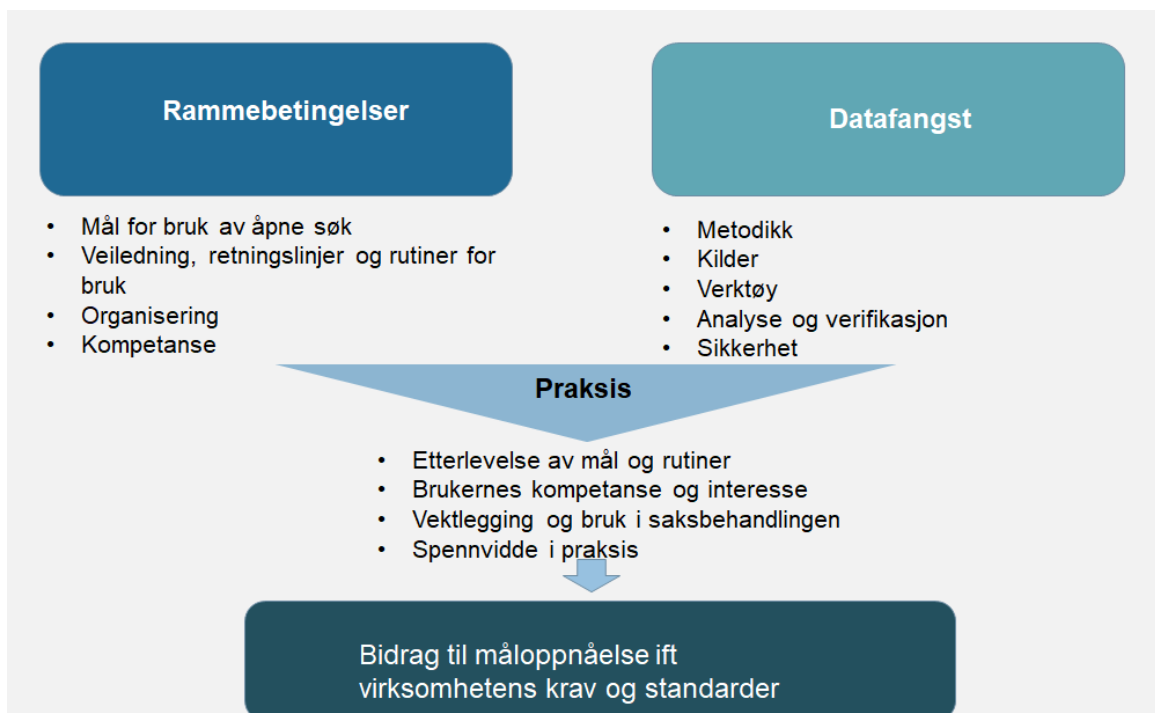 Rammebetingelser
• Mål for bruk av åpne søk
• Veiledning, retningslinjer og rutiner for
bruk
• Organisering
• Kompetanse
Datafangst
• Metodikk
• Kilder
• Verktøy
• Analyse og verifikasjon
• Sikkerhet
Praksis
• Etterlevelse av mål og rutiner
• Brukernes kompetanse og interesse
• Vektlegging og bruk i saksbehandlingen
• Spennvidde i praksis
Bidrag til måloppnåelse ift
virksomhetens krav og standarder